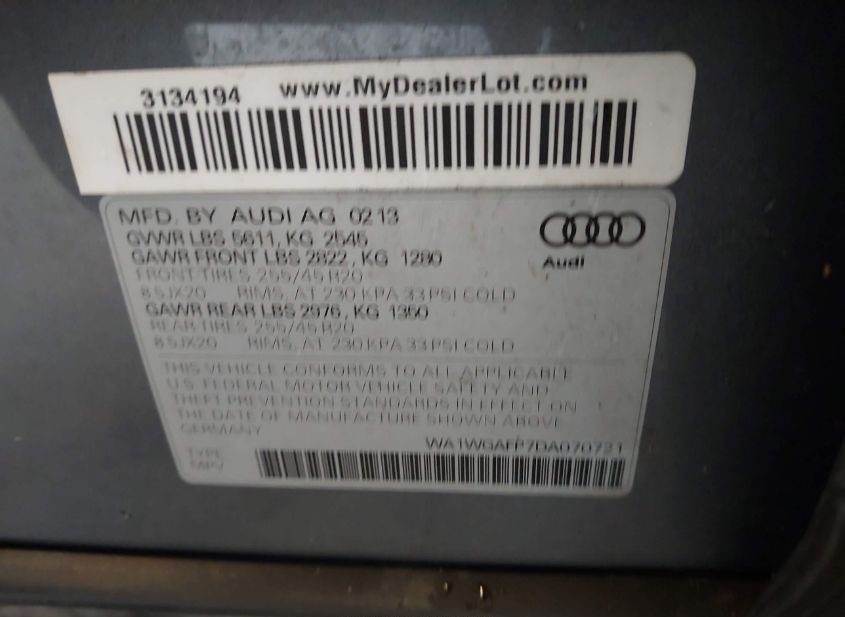 3134194 www.MyDealerLot.com
MFD. BY AUDI AG 0213
GVWR LBS 5611, KG 2545
GAWR FRONT LBS 2822, KG 1280
FRONT TIRES 255/45 R20
8.5JX20 RIMS, AT 230 KPA 33 PSI COLD
GAWR REAR LBS 2976, KG 1350
REAR TIRES 255/45 R20
8.5JX20 RIMS, AT 230 KPA 33 PSI COLD
Audi
THIS VEHICLE CONFORMS TO ALL APPLICABLE
U.S. FEDERAL MOTOR VEHICLE SAFETY AND
THEFT PREVENTION STANDARDS IN EFFECT ON
THE DATE OF MANUFACTURE SHOWN ABOVE
GERMANY
WA1WGAFP7DA070721
TYPE:
MPV